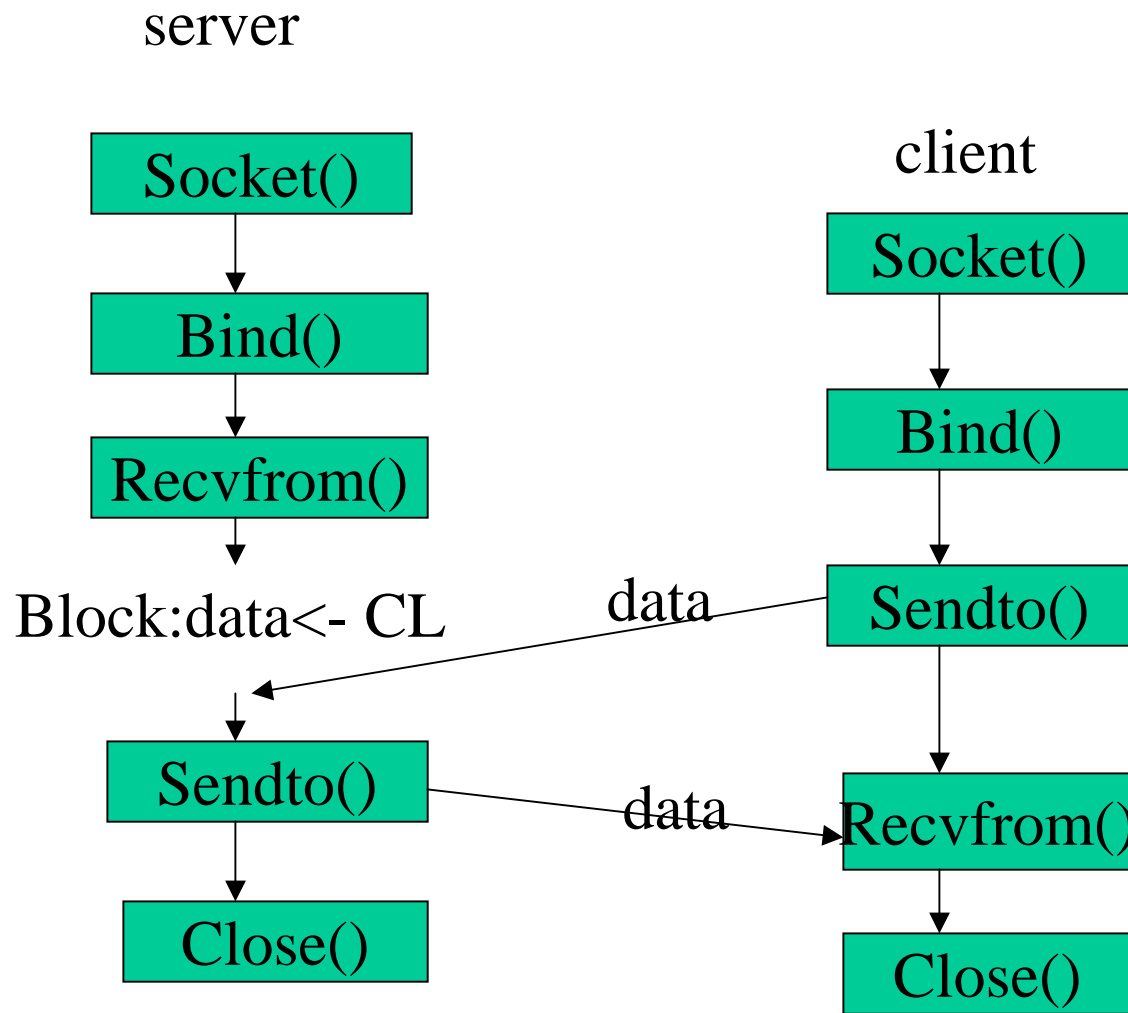 server
Socket()
Bind()
Recvfrom()
Block:data<- CL
Sendto()
Close()
data
data
client
Socket()
Bind()
Sendto()
Recvfrom()
Close()